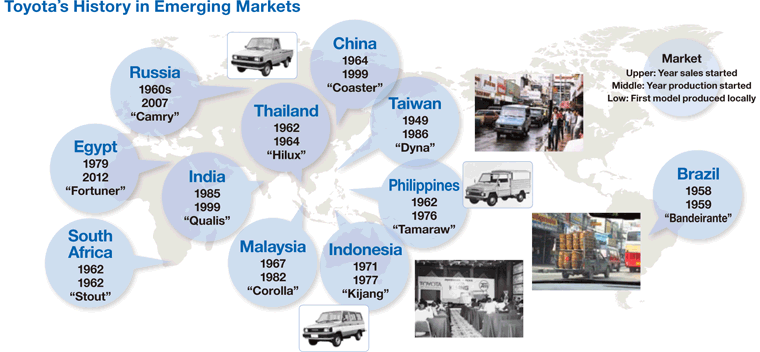 Toyota's History in Emerging Markets
China
1964
1999
"Coaster"
Market
Upper: Year sales started
Middle: Year production started
Low: First model produced locally
Russia
1960s
2007
"Camry"
Thailand
1962
1964
"Hilux"
Taiwan
1949
1986
"Dyna"
Egypt
1979
2012
"Fortuner"
India
1985
1999
"Qualis"
Philippines
1962
1976
"Tamaraw"
Brazil
1958
1959
"Bandeirante"
South
Africa
1962
1962
"Stout"
Malaysia
1967
1982
"Corolla"
Indonesia
1971
1977
"Kijang"
TOYOTA